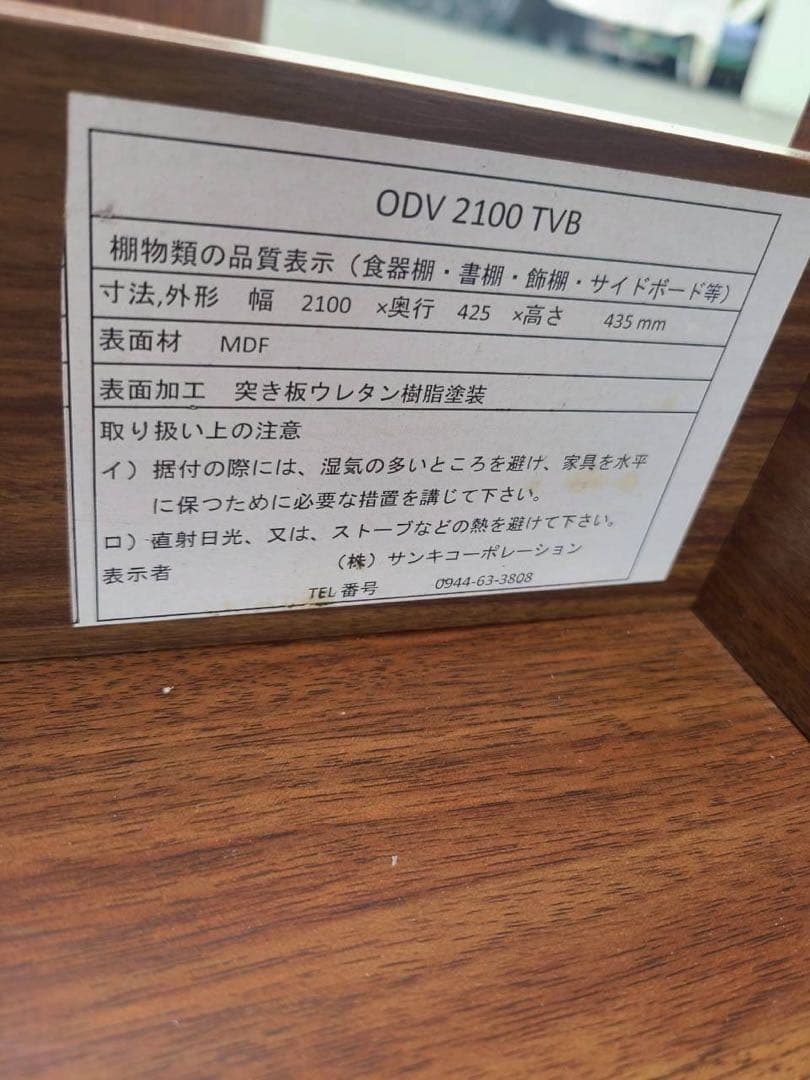 ODV 2100 TVB
棚物類の品質表示（食器棚・書棚・飾棚・サイドボード等）
寸法,外形 幅 2100 ×奥行 425 ×高さ 435 mm
表面材 MDF
表面加工 突き板ウレタン樹脂塗装
取り扱い上の注意
イ）据付の際には、湿気の多いところを避け、家具を水平
に保つために必要な措置を講じて下さい。
ロ）直射日光、又は、ストーブなどの熱を避けて下さい。
表示者 （株）サンキコーポレーション
TEL 番号 0944-63-3808